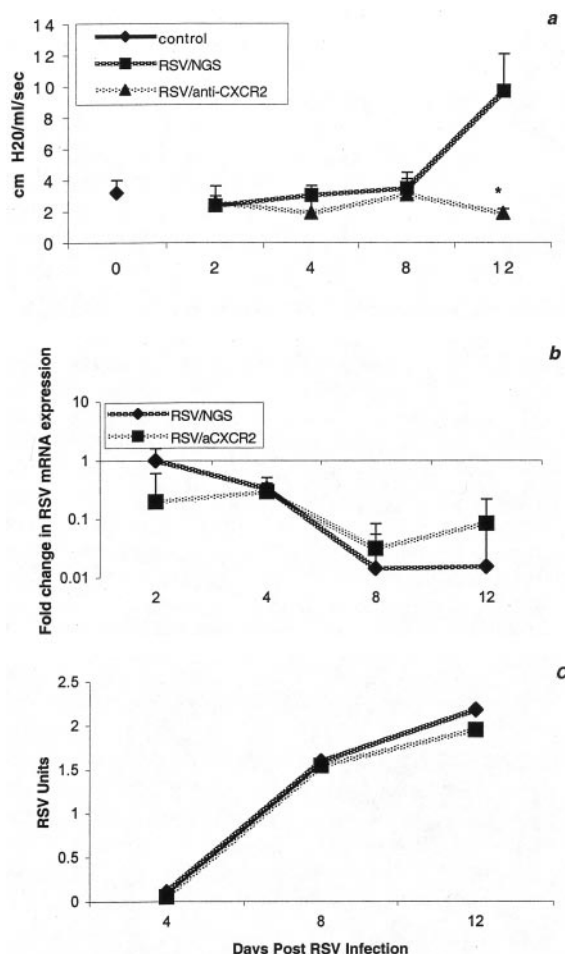 a
control
RSV/NGS
RSV/anti-CXCR2
cm H20/ml/sec
14
12
10
8
6
4
2
0
*
0 2 4 8 12
b
RSV/NGS
RSV/aCXCR2
Fold change in RSV mRNA expression
10
1
0.1
0.01
2 4 8 12
c
RSV Units
2.5
2
1.5
1
0.5
0
4 8 12
Days Post RSV Infection